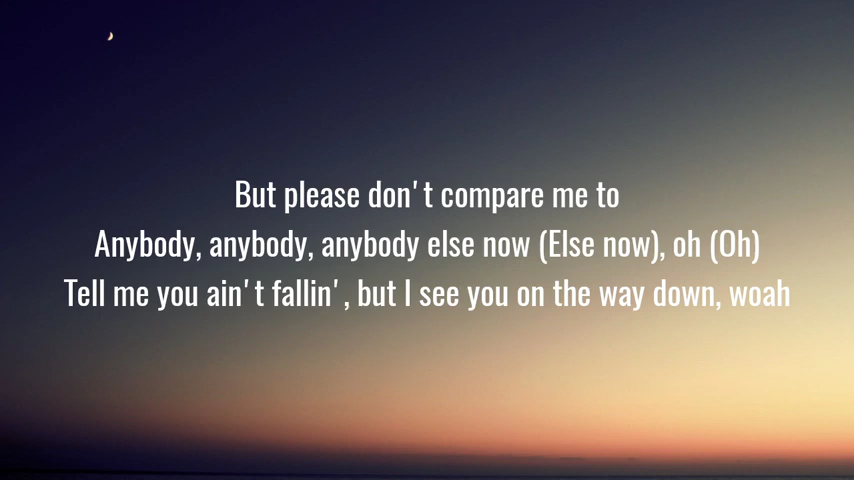 But please don't compare me to
Anybody, anybody, anybody else now (Else now), oh (Oh)
Tell me you ain't fallin', but I see you on the way down, woah